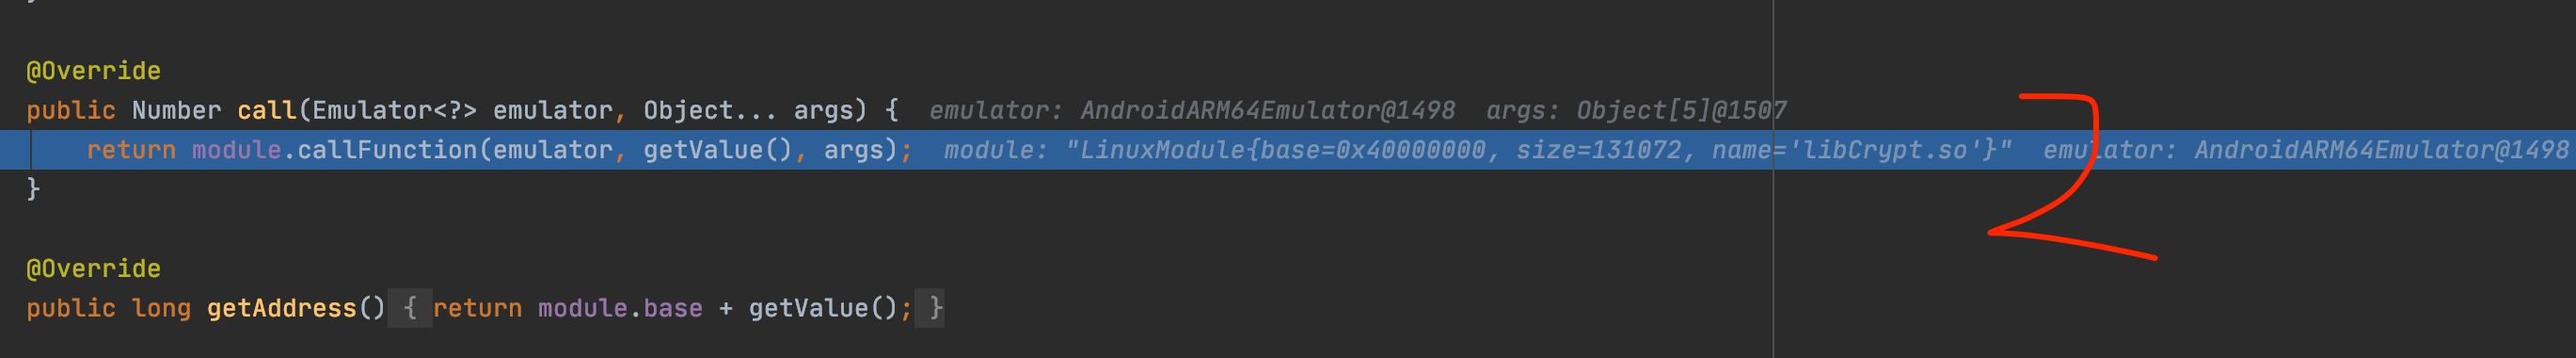 }
@Override
public Number call(Emulator<?> emulator, Object... args) {  emulator: AndroidARM64Emulator@1498  args: Object[5]@1507
return module.callFunction(emulator, getValue(), args);  module: "LinuxModule{base=0x40000000, size=131072, name='libCrypt.so'}"  emulator: AndroidARM64Emulator@1498
}
2
@Override
public long getAddress() { return module.base + getValue(); }